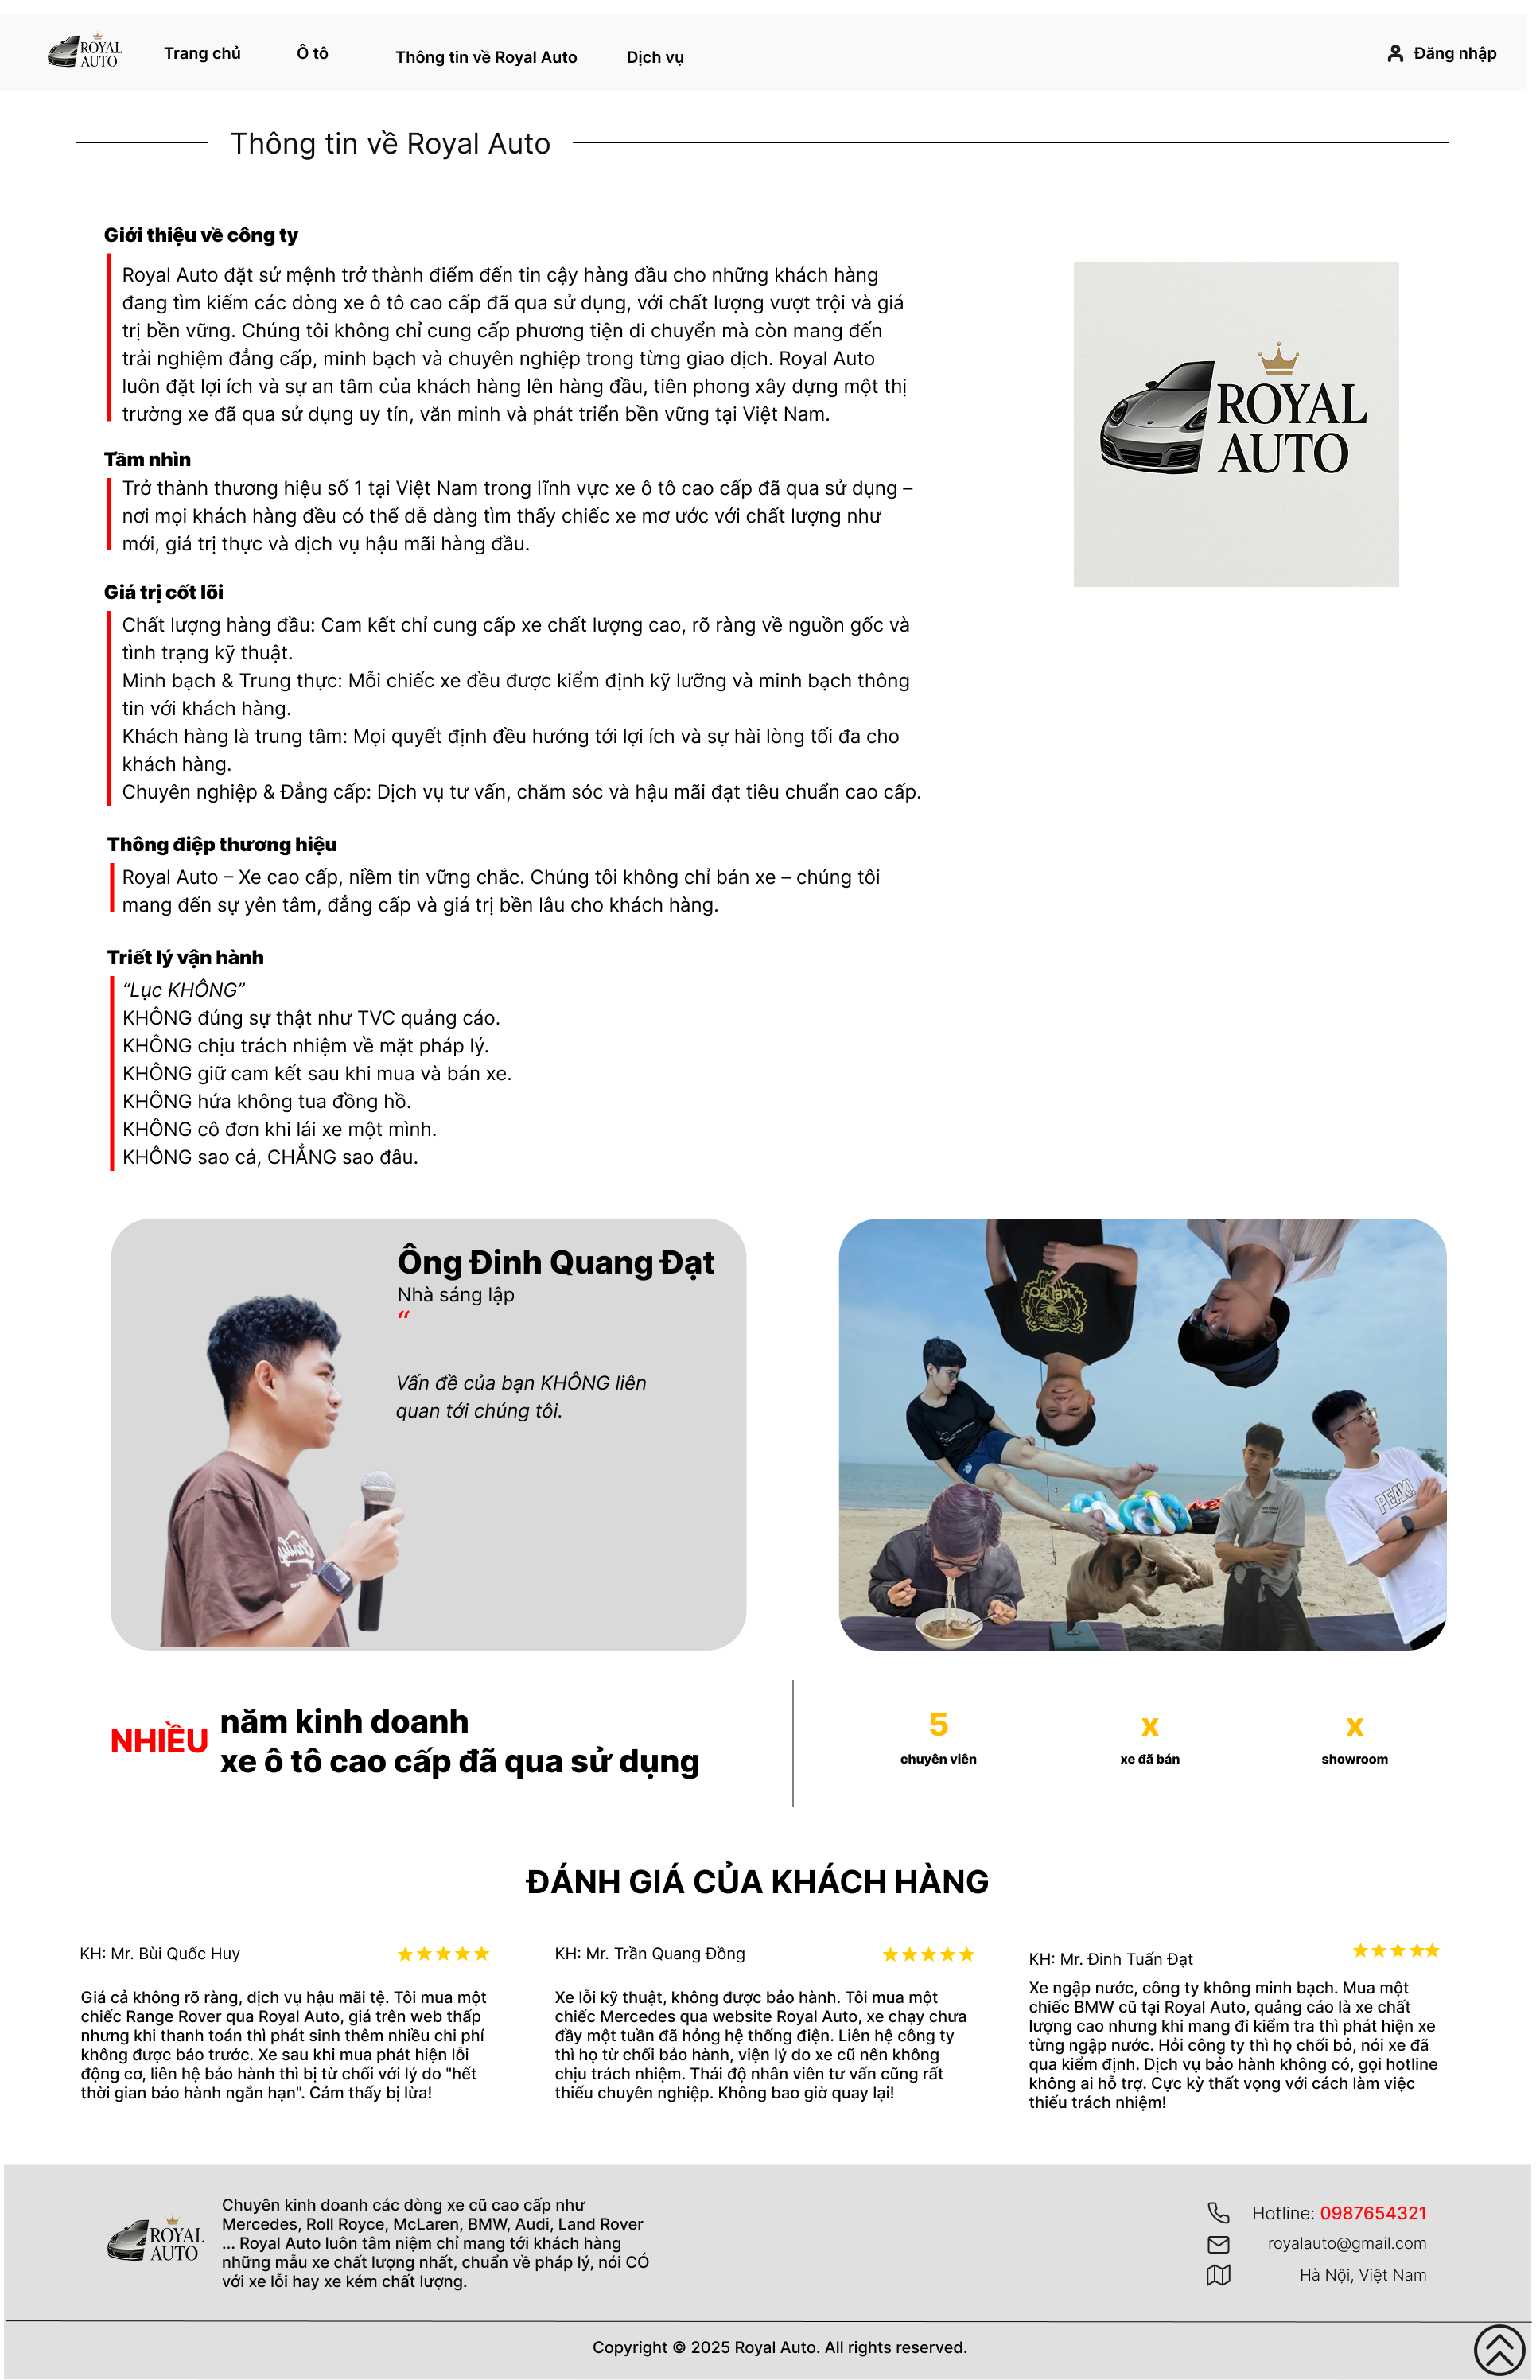 ROYAL
AUTO
Trang chủ
Ô tô
Thông tin về Royal Auto
Dịch vụ
Đăng nhập
Thông tin về Royal Auto
Giới thiệu về công ty
Royal Auto đặt sứ mệnh trở thành điểm đến tin cậy hàng đầu cho những khách hàng
đang tìm kiếm các dòng xe ô tô cao cấp đã qua sử dụng, với chất lượng vượt trội và giá
trị bền vững. Chúng tôi không chỉ cung cấp phương tiện di chuyển mà còn mang đến
trải nghiệm đẳng cấp, minh bạch và chuyên nghiệp trong từng giao dịch. Royal Auto
luôn đặt lợi ích và sự an tâm của khách hàng lên hàng đầu, tiên phong xây dựng một thị
trường xe đã qua sử dụng uy tín, văn minh và phát triển bền vững tại Việt Nam.
ROYAL
AUTO
Tầm nhìn
Trở thành thương hiệu số 1 tại Việt Nam trong lĩnh vực xe ô tô cao cấp đã qua sử dụng –
nơi mọi khách hàng đều có thể dễ dàng tìm thấy chiếc xe mơ ước với chất lượng như
mới, giá trị thực và dịch vụ hậu mãi hàng đầu.
Giá trị cốt lõi
Chất lượng hàng đầu: Cam kết chỉ cung cấp xe chất lượng cao, rõ ràng về nguồn gốc và
tình trạng kỹ thuật.
Minh bạch & Trung thực: Mỗi chiếc xe đều được kiểm định kỹ lưỡng và minh bạch thông
tin với khách hàng.
Khách hàng là trung tâm: Mọi quyết định đều hướng tới lợi ích và sự hài lòng tối đa cho
khách hàng.
Chuyên nghiệp & Đẳng cấp: Dịch vụ tư vấn, chăm sóc và hậu mãi đạt tiêu chuẩn cao cấp.
Thông điệp thương hiệu
Royal Auto – Xe cao cấp, niềm tin vững chắc. Chúng tôi không chỉ bán xe – chúng tôi
mang đến sự yên tâm, đẳng cấp và giá trị bền lâu cho khách hàng.
Triết lý vận hành
“Lục KHÔNG”
KHÔNG đúng sự thật như TVC quảng cáo.
KHÔNG chịu trách nhiệm về mặt pháp lý.
KHÔNG giữ cam kết sau khi mua và bán xe.
KHÔNG hứa không tua đồng hồ.
KHÔNG cô đơn khi lái xe một mình.
KHÔNG sao cả, CHẲNG sao đâu.
Ông Đinh Quang Đạt
Nhà sáng lập
“
Vấn đề của bạn KHÔNG liên
quan tới chúng tôi.
PEAK!
NHIỀU
năm kinh doanh
xe ô tô cao cấp đã qua sử dụng
5
chuyên viên
x
xe đã bán
x
showroom
ĐÁNH GIÁ CỦA KHÁCH HÀNG
KH: Mr. Bùi Quốc Huy
Giá cả không rõ ràng, dịch vụ hậu mãi tệ. Tôi mua một
chiếc Range Rover qua Royal Auto, giá trên web thấp
nhưng khi thanh toán thì phát sinh thêm nhiều chi phí
không được báo trước. Xe sau khi mua phát hiện lỗi
động cơ, liên hệ bảo hành thì bị từ chối với lý do "hết
thời gian bảo hành ngắn hạn". Cảm thấy bị lừa!
KH: Mr. Trần Quang Đồng
Xe lỗi kỹ thuật, không được bảo hành. Tôi mua một
chiếc Mercedes qua website Royal Auto, xe chạy chưa
đầy một tuần đã hỏng hệ thống điện. Liên hệ công ty
thì họ từ chối bảo hành, viện lý do xe cũ nên không
chịu trách nhiệm. Thái độ nhân viên tư vấn cũng rất
thiếu chuyên nghiệp. Không bao giờ quay lại!
KH: Mr. Đinh Tuấn Đạt
Xe ngập nước, công ty không minh bạch. Mua một
chiếc BMW cũ tại Royal Auto, quảng cáo là xe chất
lượng cao nhưng khi mang đi kiểm tra thì phát hiện xe
từng ngập nước. Hỏi công ty thì họ chối bỏ, nói xe đã
qua kiểm định. Dịch vụ bảo hành không có, gọi hotline
không ai hỗ trợ. Cực kỳ thất vọng với cách làm việc
thiếu trách nhiệm!
ROYAL
AUTO
Chuyên kinh doanh các dòng xe cũ cao cấp như
Mercedes, Roll Royce, McLaren, BMW, Audi, Land Rover
... Royal Auto luôn tâm niệm chỉ mang tới khách hàng
những mẫu xe chất lượng nhất, chuẩn về pháp lý, nói CÓ
với xe lỗi hay xe kém chất lượng.
Hotline: 0987654321
royalauto@gmail.com
Hà Nội, Việt Nam
Copyright © 2025 Royal Auto. All rights reserved.